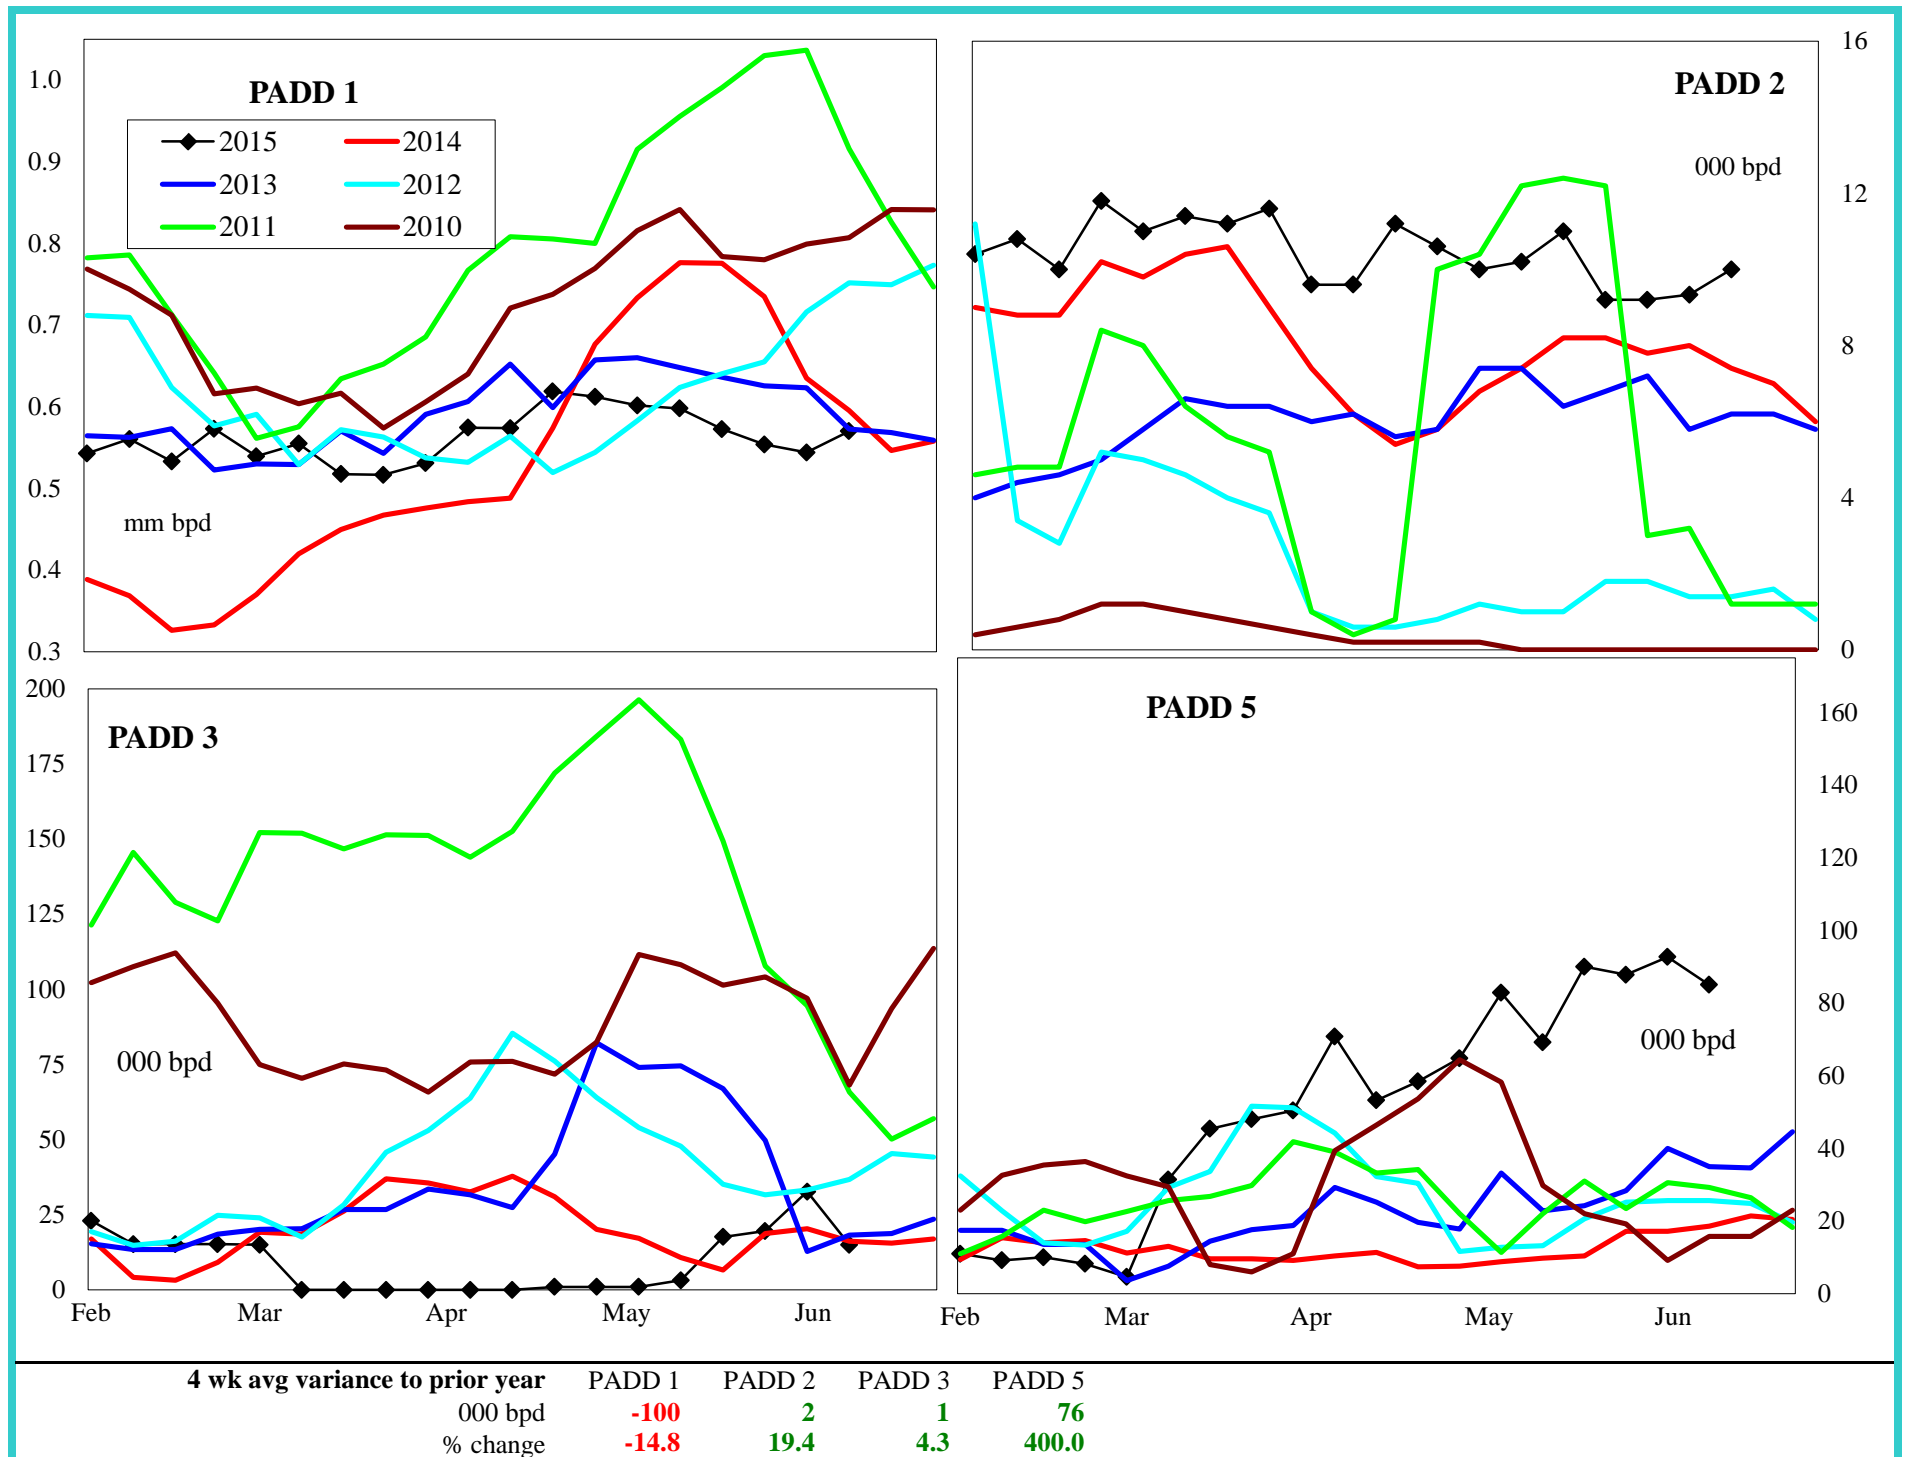 PADD 1
2015 2014
2013 2012
2011 2010
mm bpd
1.0
0.9
0.8
0.7
0.6
0.5
0.4
0.3
PADD 2
000 bpd
16
12
8
4
0
PADD 3
000 bpd
200
175
150
125
100
75
50
25
0
Feb Mar Apr May Jun
PADD 5
000 bpd
160
140
120
100
80
60
40
20
0
Feb Mar Apr May Jun
4 wk avg variance to prior year PADD 1 PADD 2 PADD 3 PADD 5
000 bpd -100 2 1 76
% change -14.8 19.4 4.3 400.0